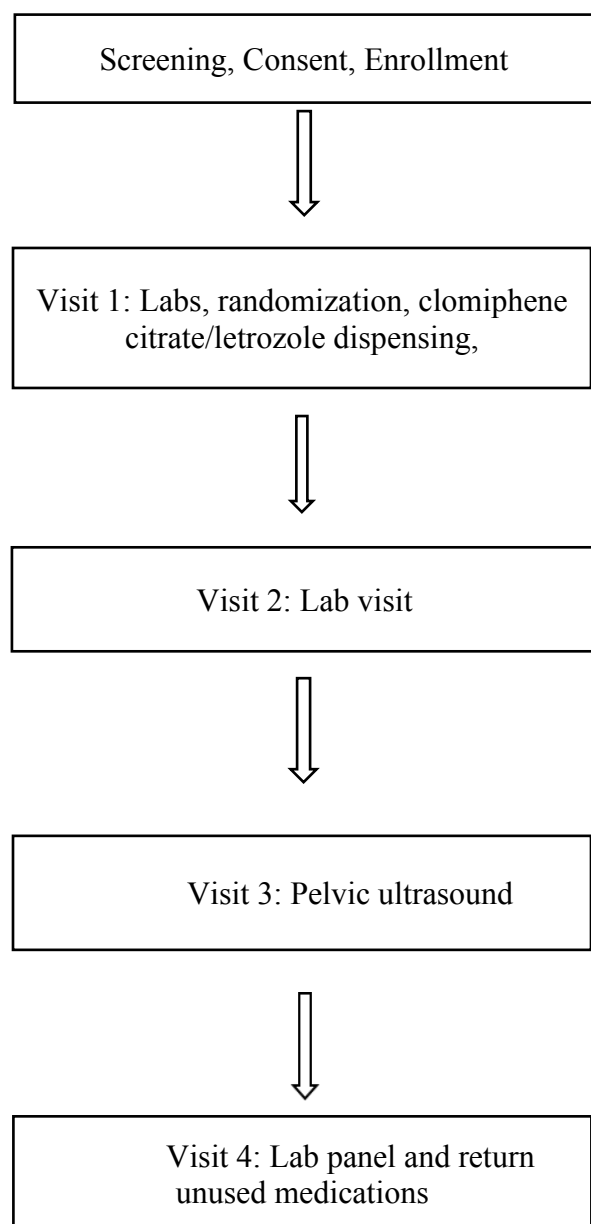 Screening, Consent, Enrollment
Visit 1: Labs, randomization, clomiphene
citrate/letrozole dispensing,
Visit 2: Lab visit
Visit 3: Pelvic ultrasound
Visit 4: Lab panel and return
unused medications